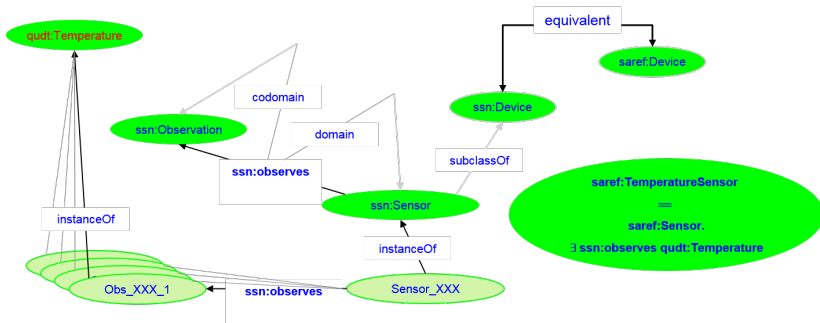 equivalent
qudt:Temperature
saref:Device
codomain
ssn:Device
ssn:Observation
domain
subclassOf
ssn:observes
saref:TemperatureSensor
==
ssn:Sensor
saref:Sensor.
instanceOf
instanceOf
∃ ssn:observes qudt:Temperature
Obs_XXX_1
ssn:observes
Sensor_XXX